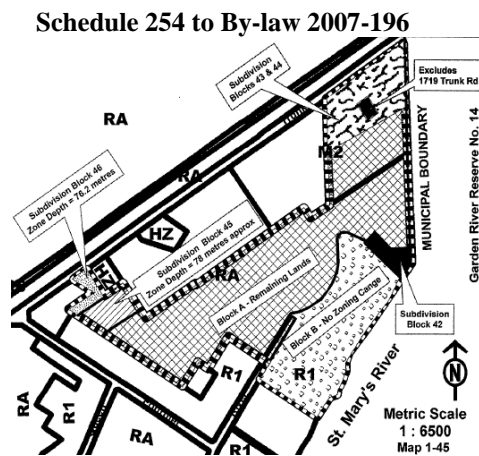 Schedule 254 to By-law 2007-196
Subdivision
Blocks 43 & 44
Excludes
1719 Trunk Rd
RA
M2
MUNICIPAL BOUNDARY
Garden River Reserve No. 14
Subdivision Block 46
Zone Depth = 76.2 metres
RA
HZ
HZ
Subdivision Block 45
Zone Depth = 78 metres approx
RA
Block A - Remaining Lands
Block B - No Zoning Cange
Subdivision
Block 42
R1
R1
St. Mary's River
N
RA
R1
RA
R1
Metric Scale
1 : 6500
Map 1-45